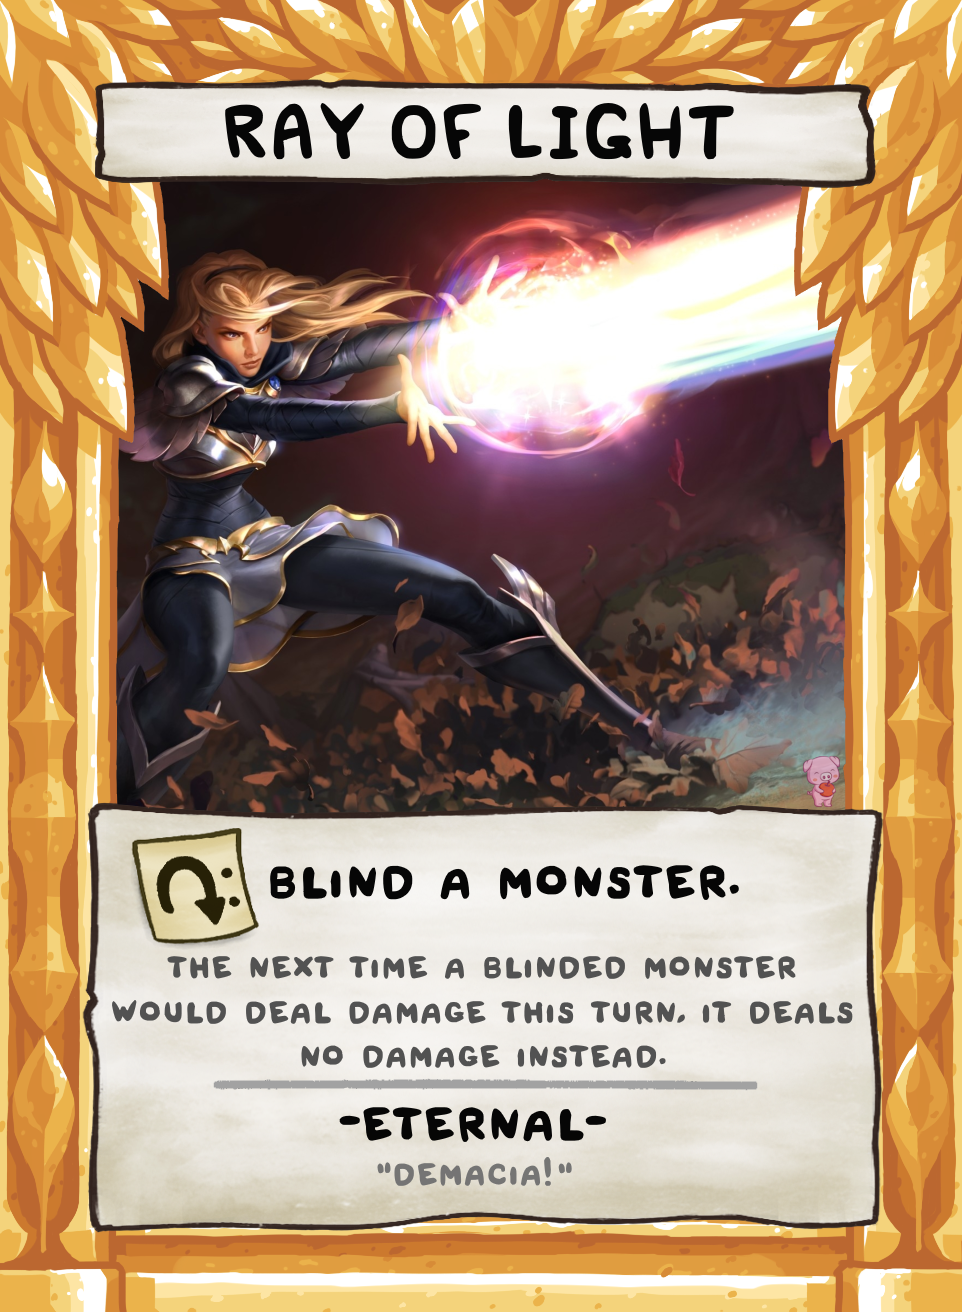 RAY OF LIGHT
BLIND A MONSTER.
THE NEXT TIME A BLINDED MONSTER
WOULD DEAL DAMAGE THIS TURN, IT DEALS
NO DAMAGE INSTEAD.
-ETERNAL-
"DEMACIA!"